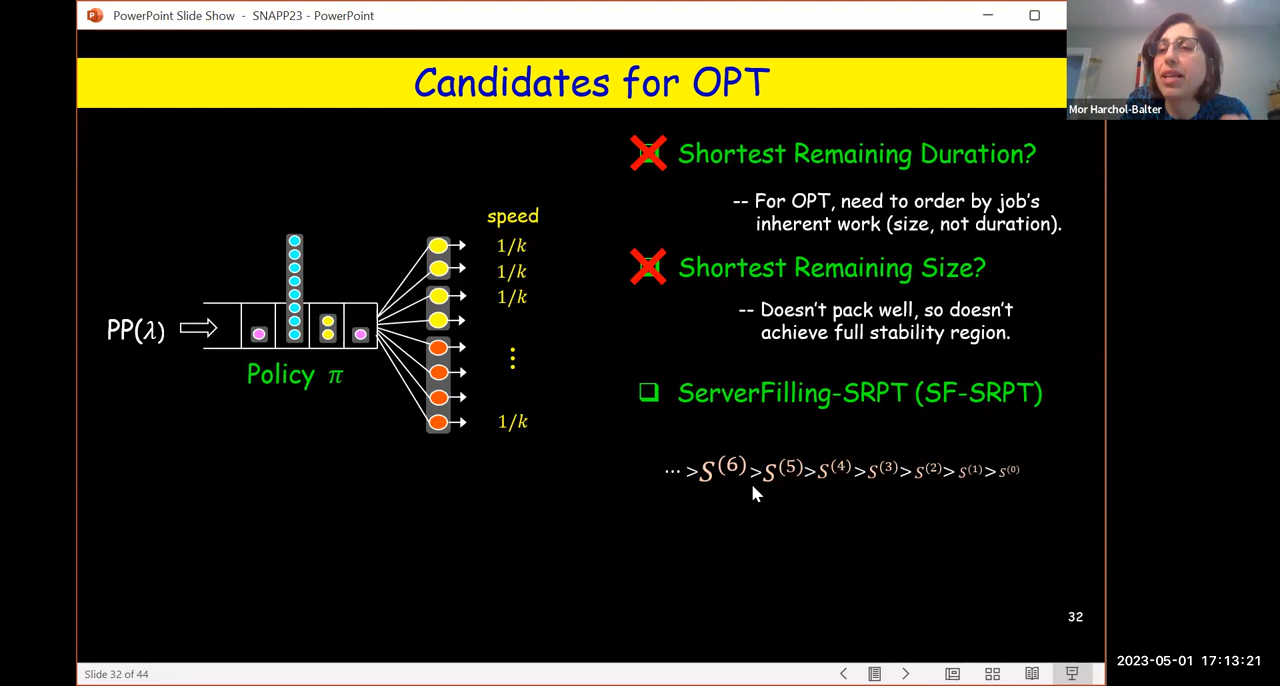 PowerPoint Slide Show - SNAPP23 - PowerPoint
Candidates for OPT
Mor Harchol-Balter
PP(λ)
Policy π
speed
1/k
1/k
1/k
⋮
1/k
Shortest Remaining Duration?
-- For OPT, need to order by job's
inherent work (size, not duration).
Shortest Remaining Size?
-- Doesn't pack well, so doesn't
achieve full stability region.
ServerFilling-SRPT (SF-SRPT)
⋯ >S⁽⁶⁾>S⁽⁵⁾>S⁽⁴⁾>S⁽³⁾>S⁽²⁾>S⁽¹⁾>S⁽⁰⁾
32
Slide 32 of 44
2023-05-01 17:13:21